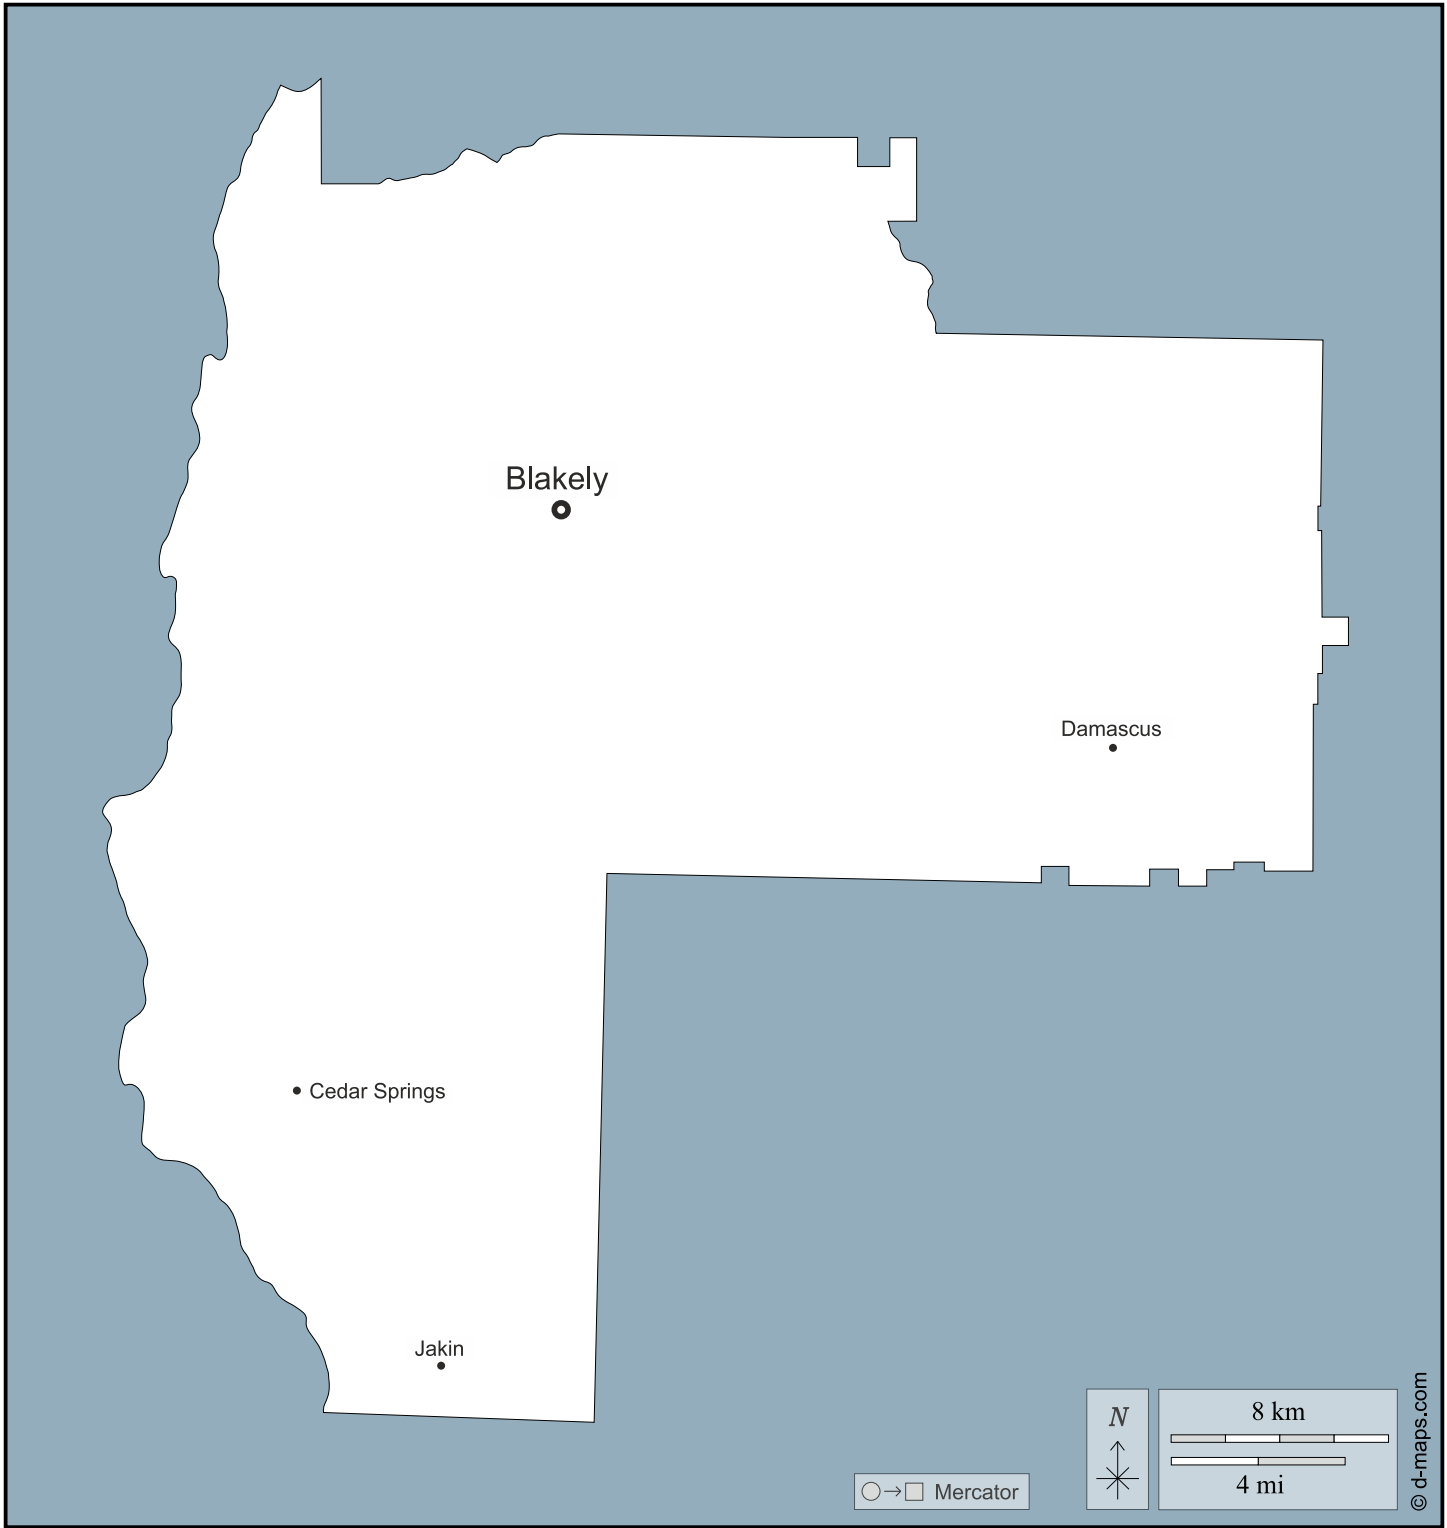 Blakely
Damascus
Cedar Springs
Jakin
N
8 km
4 mi
Mercator
© d-maps.com